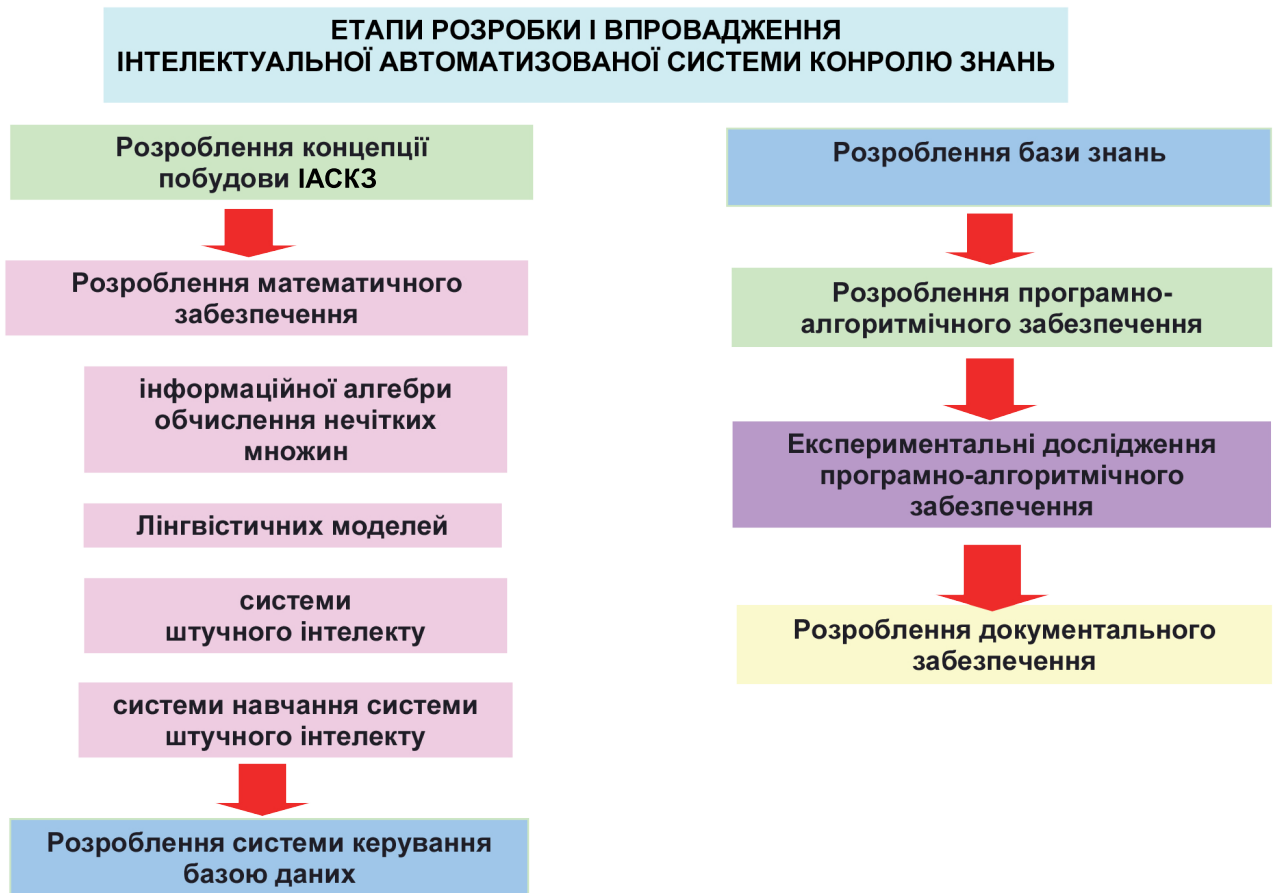 ЕТАПИ РОЗРОБКИ І ВПРОВАДЖЕННЯ
ІНТЕЛЕКТУАЛЬНОЇ АВТОМАТИЗОВАНОЇ СИСТЕМИ КОНРОЛЮ ЗНАНЬ
Розроблення концепції
побудови ІАСКЗ
Розроблення математичного
забезпечення
інформаційної алгебри
обчислення нечітких
множин
Лінгвістичних моделей
системи
штучного інтелекту
системи навчання системи
штучного інтелекту
Розроблення системи керування
базою даних
Розроблення бази знань
Розроблення програмно-
алгоритмічного забезпечення
Експериментальні дослідження
програмно-алгоритмічного
забезпечення
Розроблення документального
забезпечення